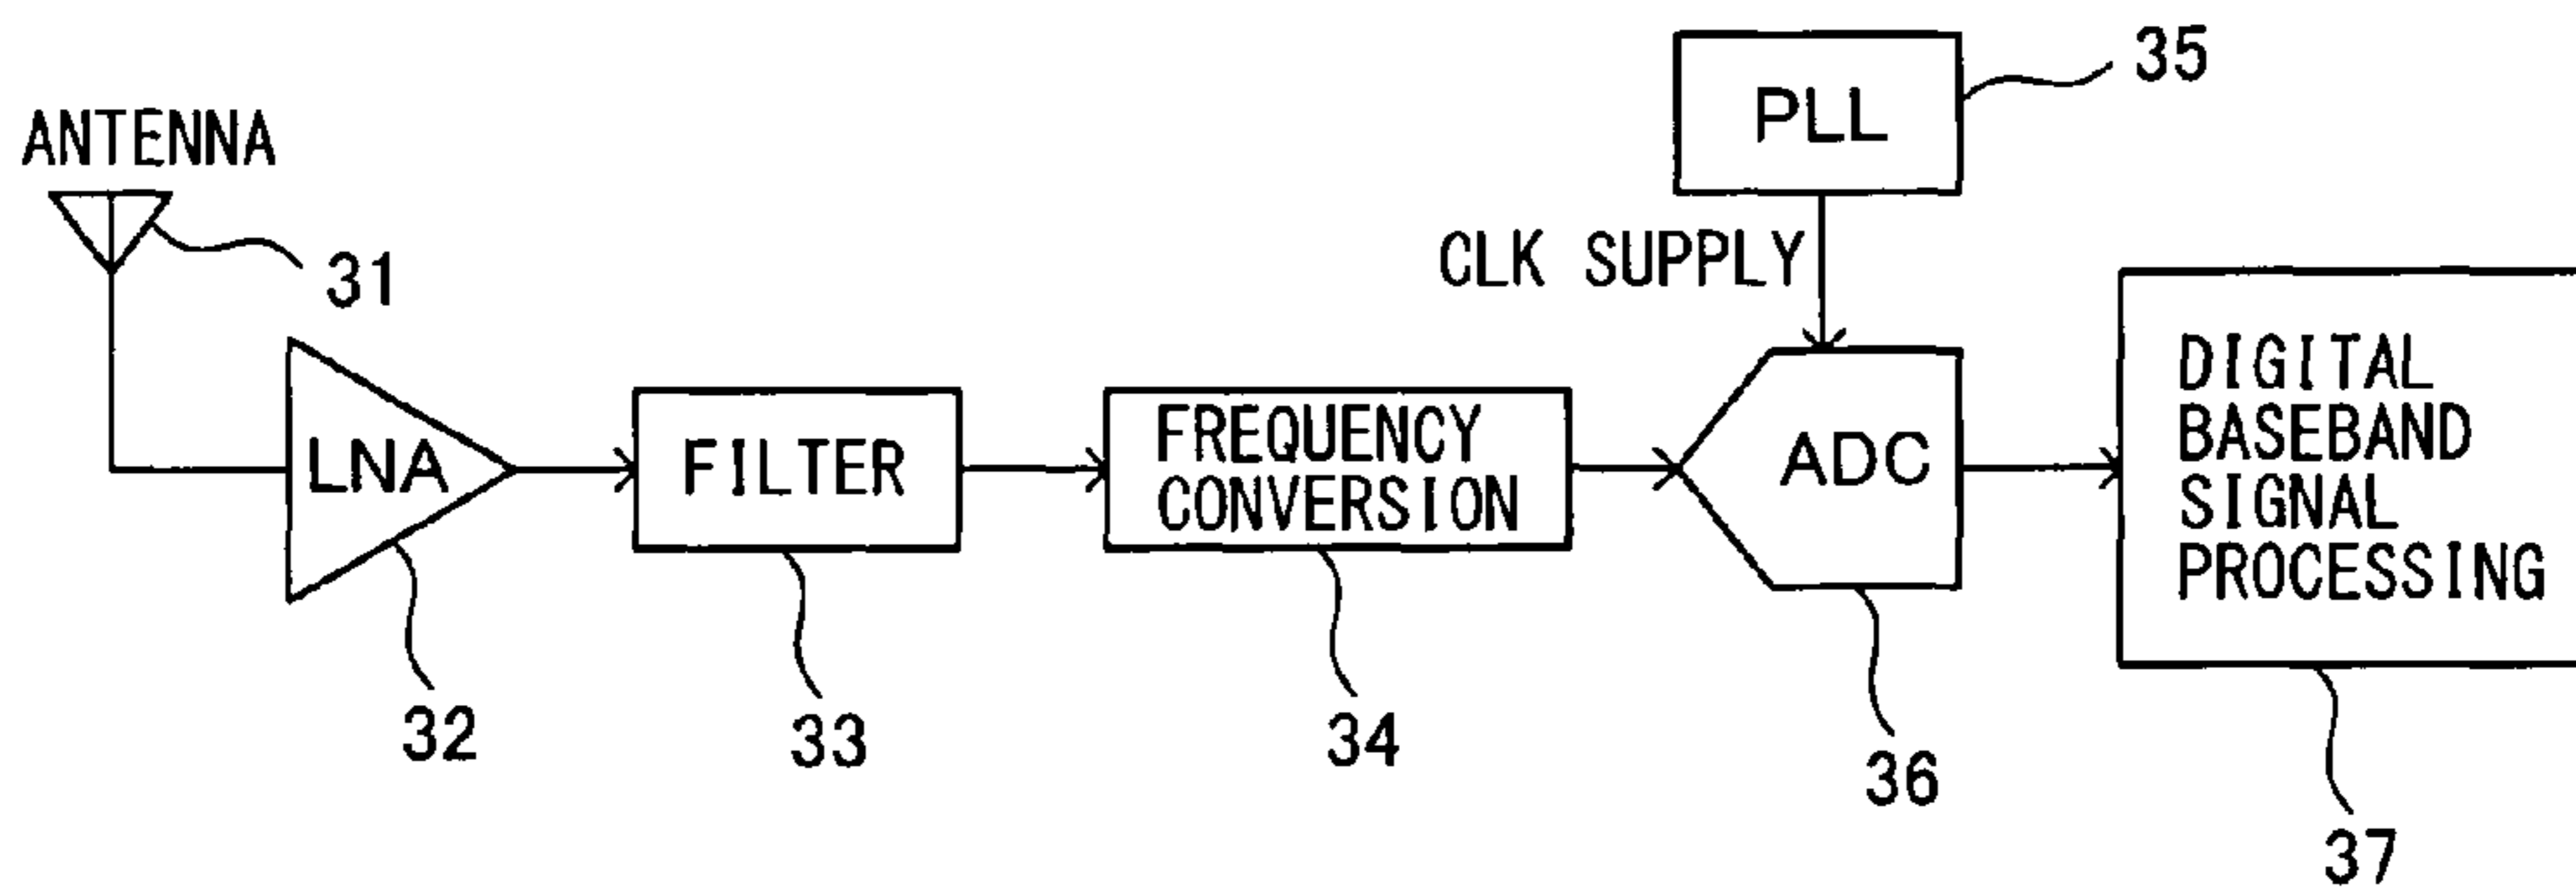 ANTENNA
31
LNA
32
FILTER
33
FREQUENCY
CONVERSION
34
PLL
35
CLK SUPPLY
ADC
36
DIGITAL
BASEBAND
SIGNAL
PROCESSING
37